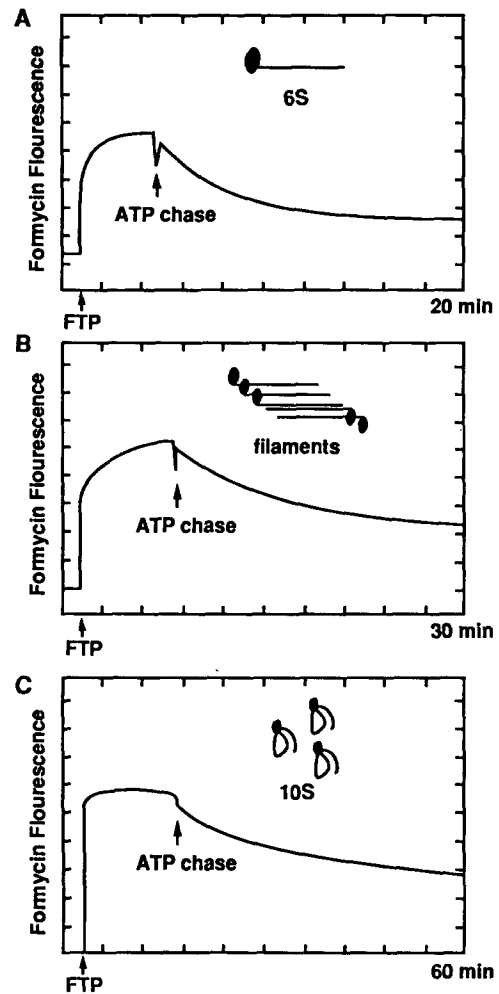 A
Formycin Flourescence
6S
ATP chase
FTP
20 min
B
Formycin Flourescence
filaments
ATP chase
FTP
30 min
C
Formycin Flourescence
10S
ATP chase
FTP
60 min